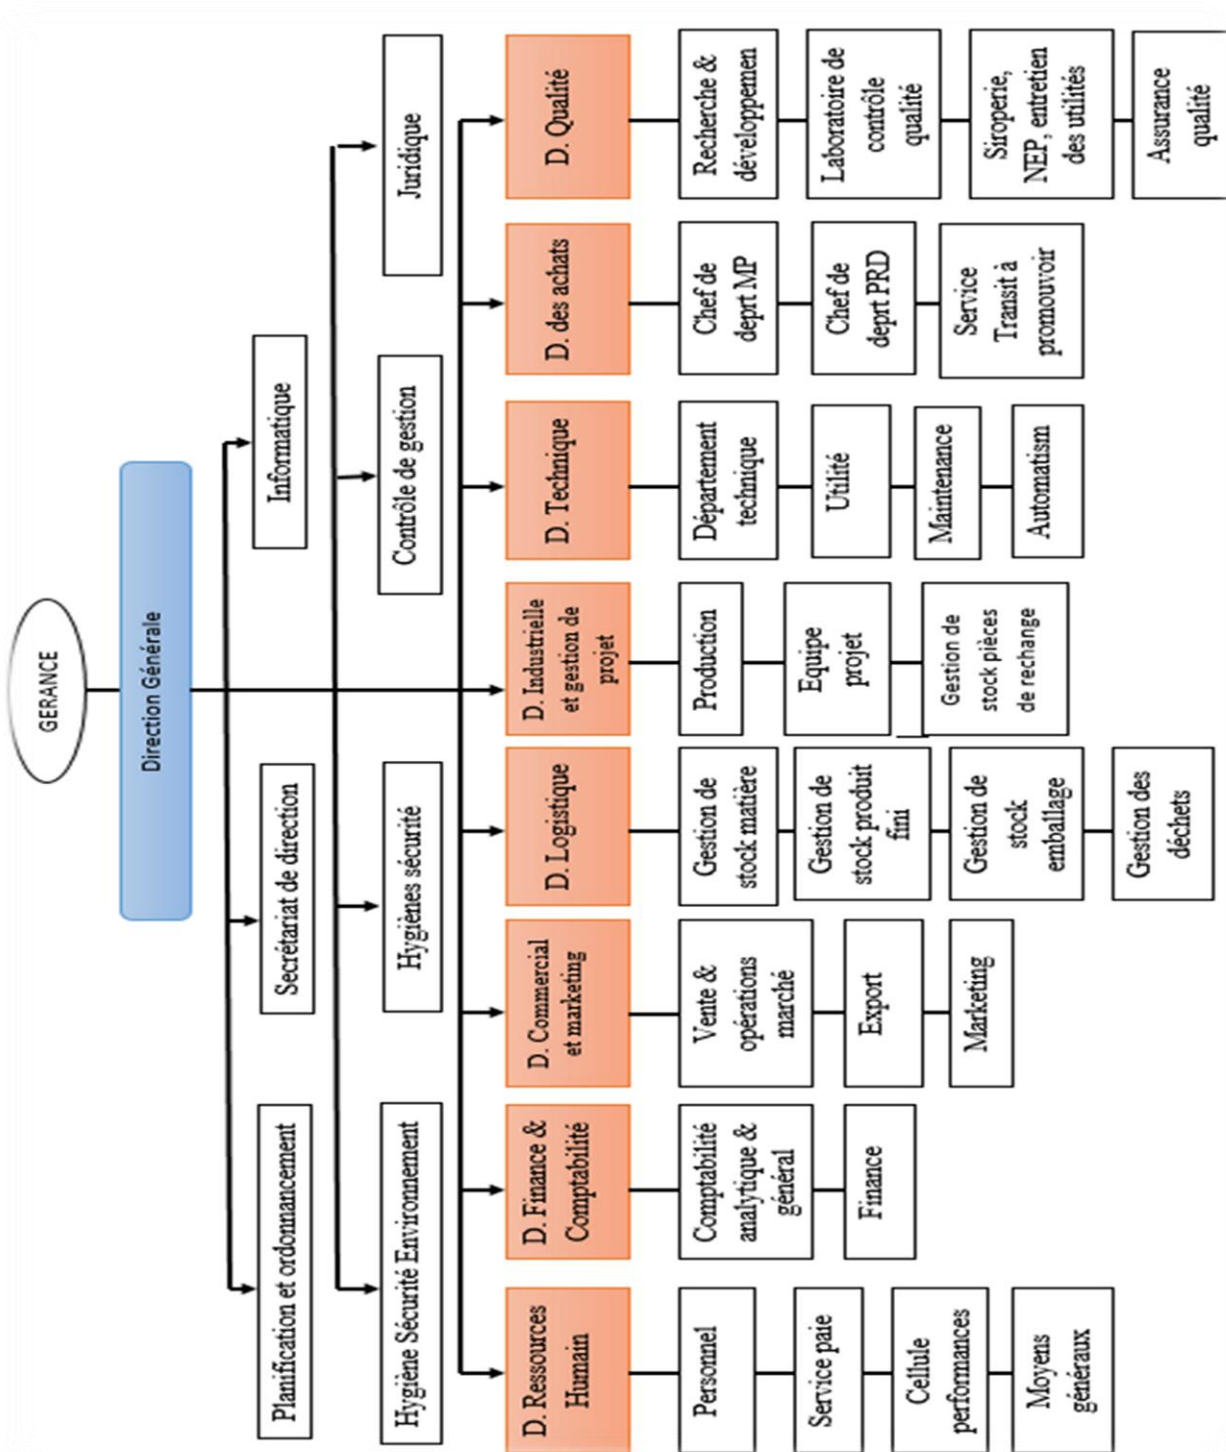 GERANCE
Direction Générale
Planification et ordonnancement
Secrétariat de direction
Informatique
Hygiène Sécurité Environnement
Hygiènes sécurité
Contrôle de gestion
Juridique
D. Ressources
Humain
Personnel
Service paie
Cellule
performances
Moyens
généraux
D. Finance &
Comptabilité
Comptabilité
analytique &
général
Finance
D. Commercial
et marketing
Vente &
opérations
marché
Export
Marketing
D. Logistique
Gestion de
stock matière
Gestion de
stock produit
fini
Gestion de
stock
emballage
Gestion des
déchets
D. Industrielle
et gestion de
projet
Production
Equipe
projet
Gestion de
stock pièces
de rechange
D. Technique
Département
technique
Utilité
Maintenance
Automatism
D. des achats
Chef de
deprt MP
Chef de
deprt PRD
Service
Transit à
promouvoir
D. Qualité
Recherche &
développemen
Laboratoire de
contrôle
qualité
Siroperie,
NEP, entretien
des utilités
Assurance
qualité